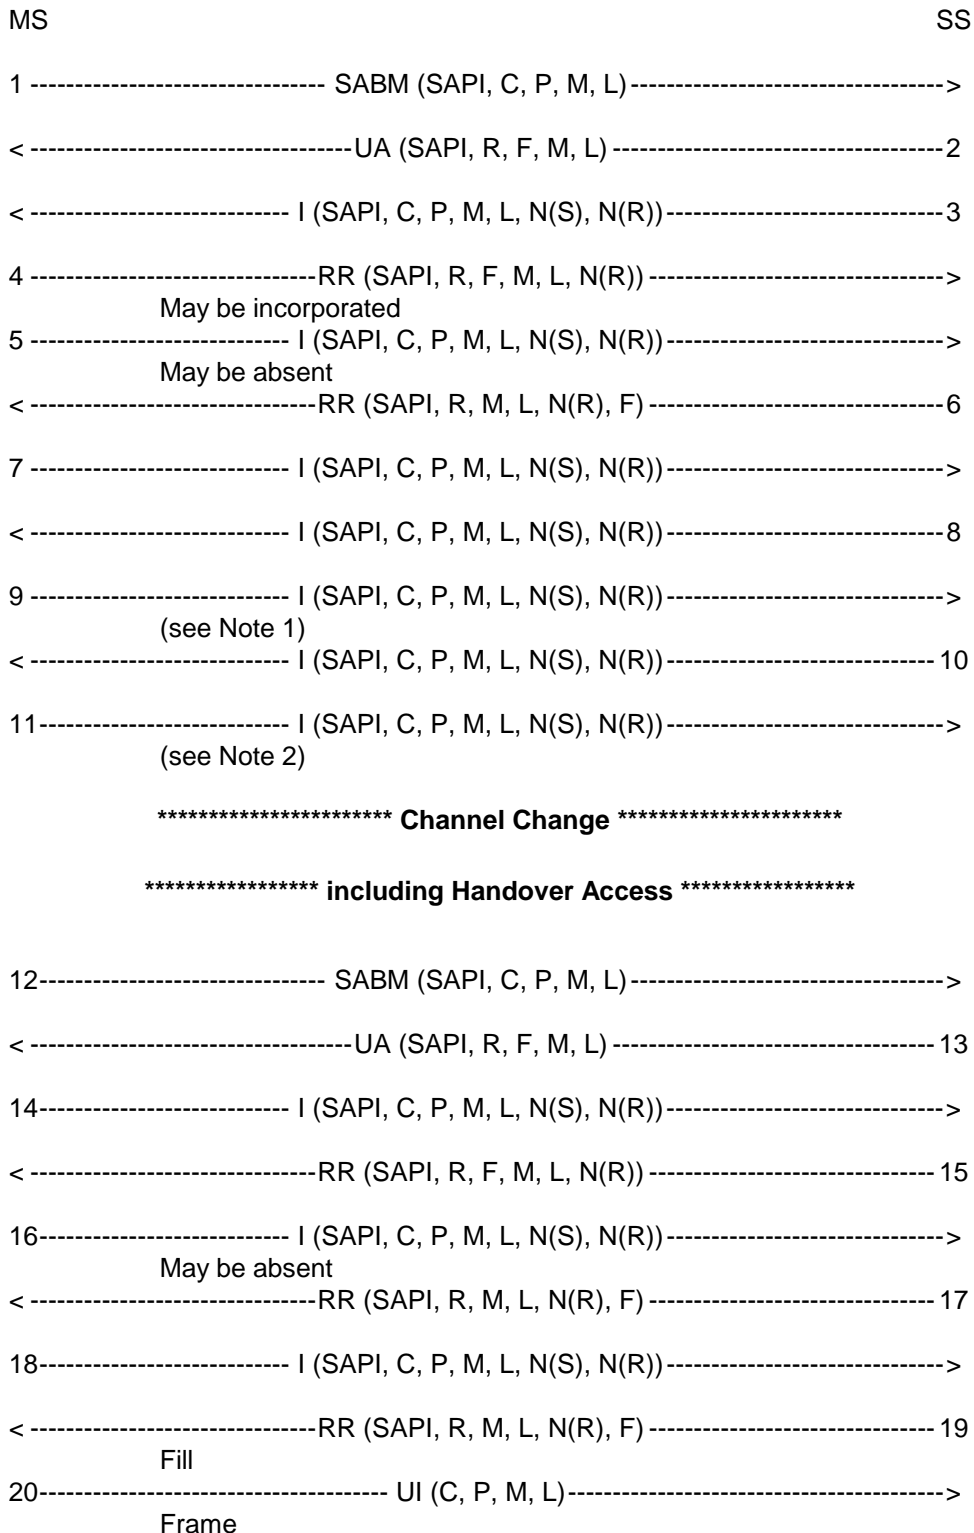 MS SS
1 --------------------------------- SABM (SAPI, C, P, M, L)----------------------------------->
< ------------------------------------UA (SAPI, R, F, M, L) -------------------------------------2
< ----------------------------- I (SAPI, C, P, M, L, N(S), N(R))-------------------------------3
4 --------------------------------RR (SAPI, R, F, M, L, N(R)) --------------------------------->
May be incorporated
5 ----------------------------- I (SAPI, C, P, M, L, N(S), N(R))------------------------------->
May be absent
< --------------------------------RR (SAPI, R, M, L, N(R), F) ---------------------------------6
7 ----------------------------- I (SAPI, C, P, M, L, N(S), N(R))------------------------------->
< ----------------------------- I (SAPI, C, P, M, L, N(S), N(R))-------------------------------8
9 ----------------------------- I (SAPI, C, P, M, L, N(S), N(R))------------------------------->
(see Note 1)
< ----------------------------- I (SAPI, C, P, M, L, N(S), N(R))------------------------------ 10
11---------------------------- I (SAPI, C, P, M, L, N(S), N(R))------------------------------->
(see Note 2)
*********************** Channel Change **********************
***************** including Handover Access *****************
12-------------------------------- SABM (SAPI, C, P, M, L)----------------------------------->
< ------------------------------------UA (SAPI, R, F, M, L) ------------------------------------ 13
14---------------------------- I (SAPI, C, P, M, L, N(S), N(R))------------------------------->
< --------------------------------RR (SAPI, R, F, M, L, N(R)) -------------------------------- 15
16---------------------------- I (SAPI, C, P, M, L, N(S), N(R))------------------------------->
May be absent
< --------------------------------RR (SAPI, R, M, L, N(R), F) -------------------------------- 17
18---------------------------- I (SAPI, C, P, M, L, N(S), N(R))------------------------------->
< --------------------------------RR (SAPI, R, M, L, N(R), F) -------------------------------- 19
Fill
20--------------------------------------- UI (C, P, M, L)------------------------------------------>
Frame